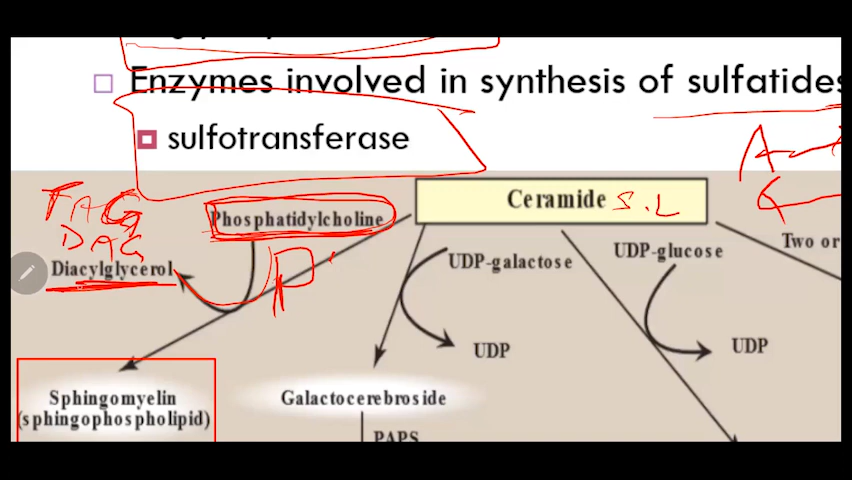 Enzymes involved in synthesis of sulfatides
sulfotransferase
TAG
DAG
Phosphatidylcholine
Ceramide S.L
UDP-galactose
UDP-glucose
Two or
Diacylglycerol
P
UDP
UDP
Sphingomyelin
(sphingophospholipid)
Galactocerebroside
PAPS